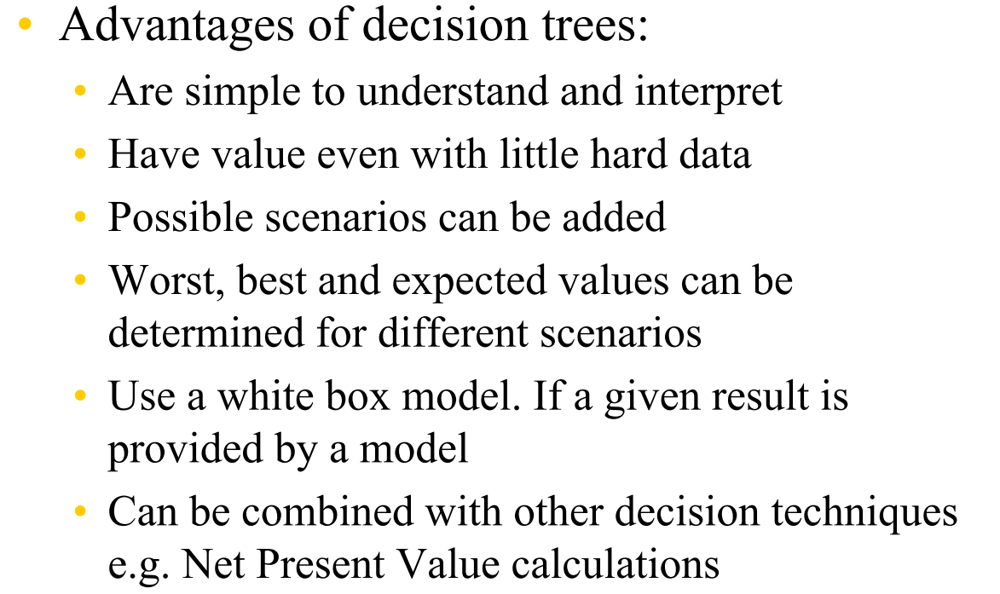 • Advantages of decision trees:
• Are simple to understand and interpret
• Have value even with little hard data
• Possible scenarios can be added
• Worst, best and expected values can be
determined for different scenarios
• Use a white box model. If a given result is
provided by a model
• Can be combined with other decision techniques
e.g. Net Present Value calculations